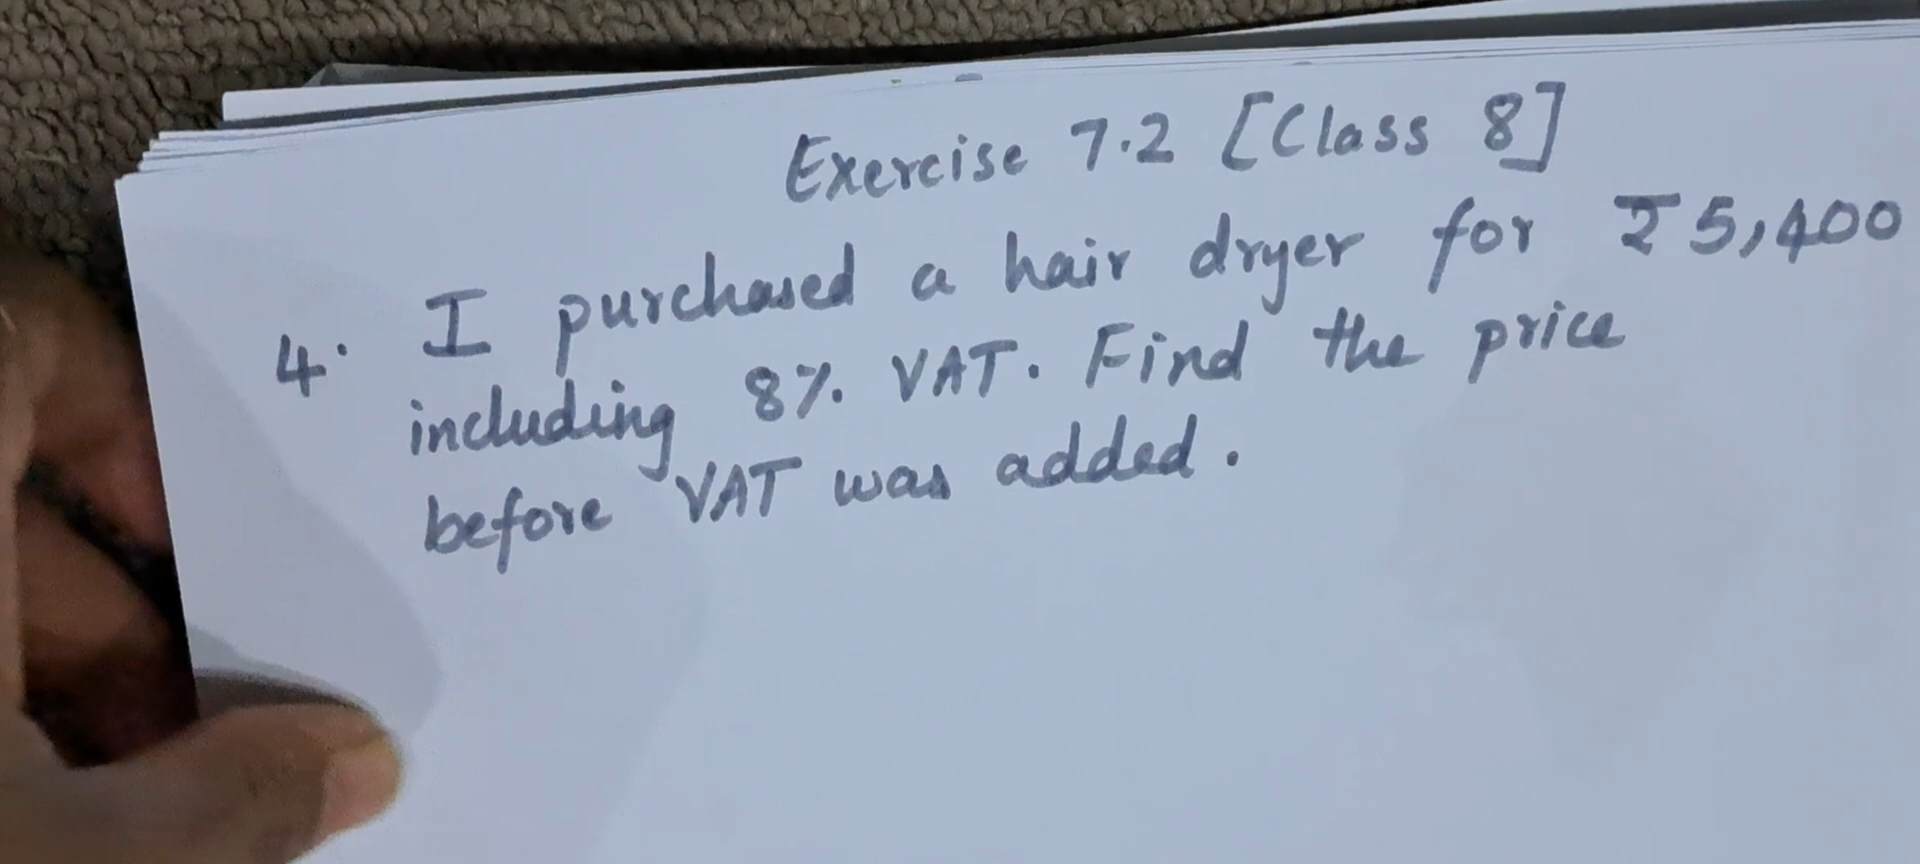 Exercise 7.2 [Class 8]
4. I purchased a hair dryer for ₹5,400
including 8% VAT. Find the price
before VAT was added.